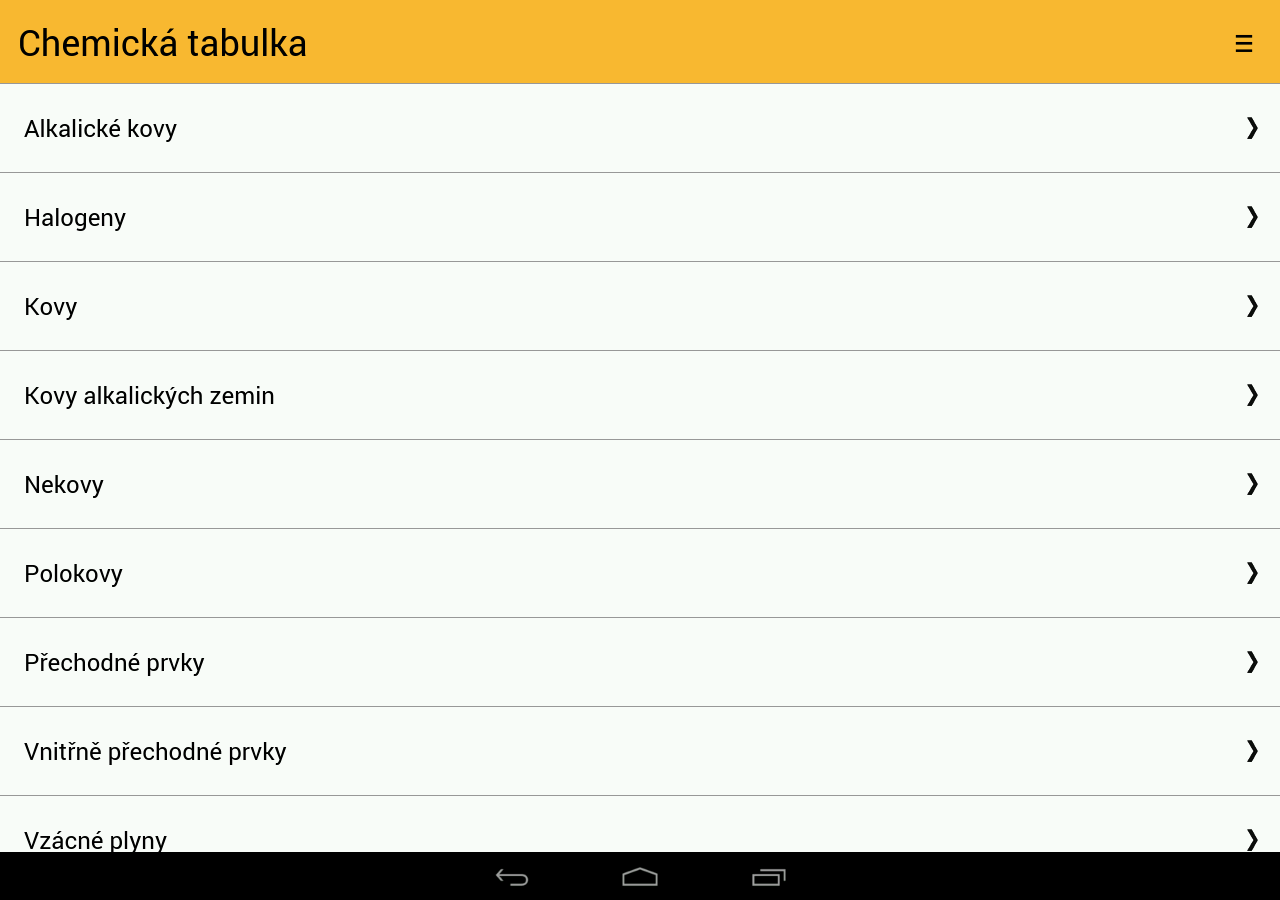 Chemická tabulka
Alkalické kovy
Halogeny
Kovy
Kovy alkalických zemin
Nekovy
Polokovy
Přechodné prvky
Vnitřně přechodné prvky
Vzácné plyny